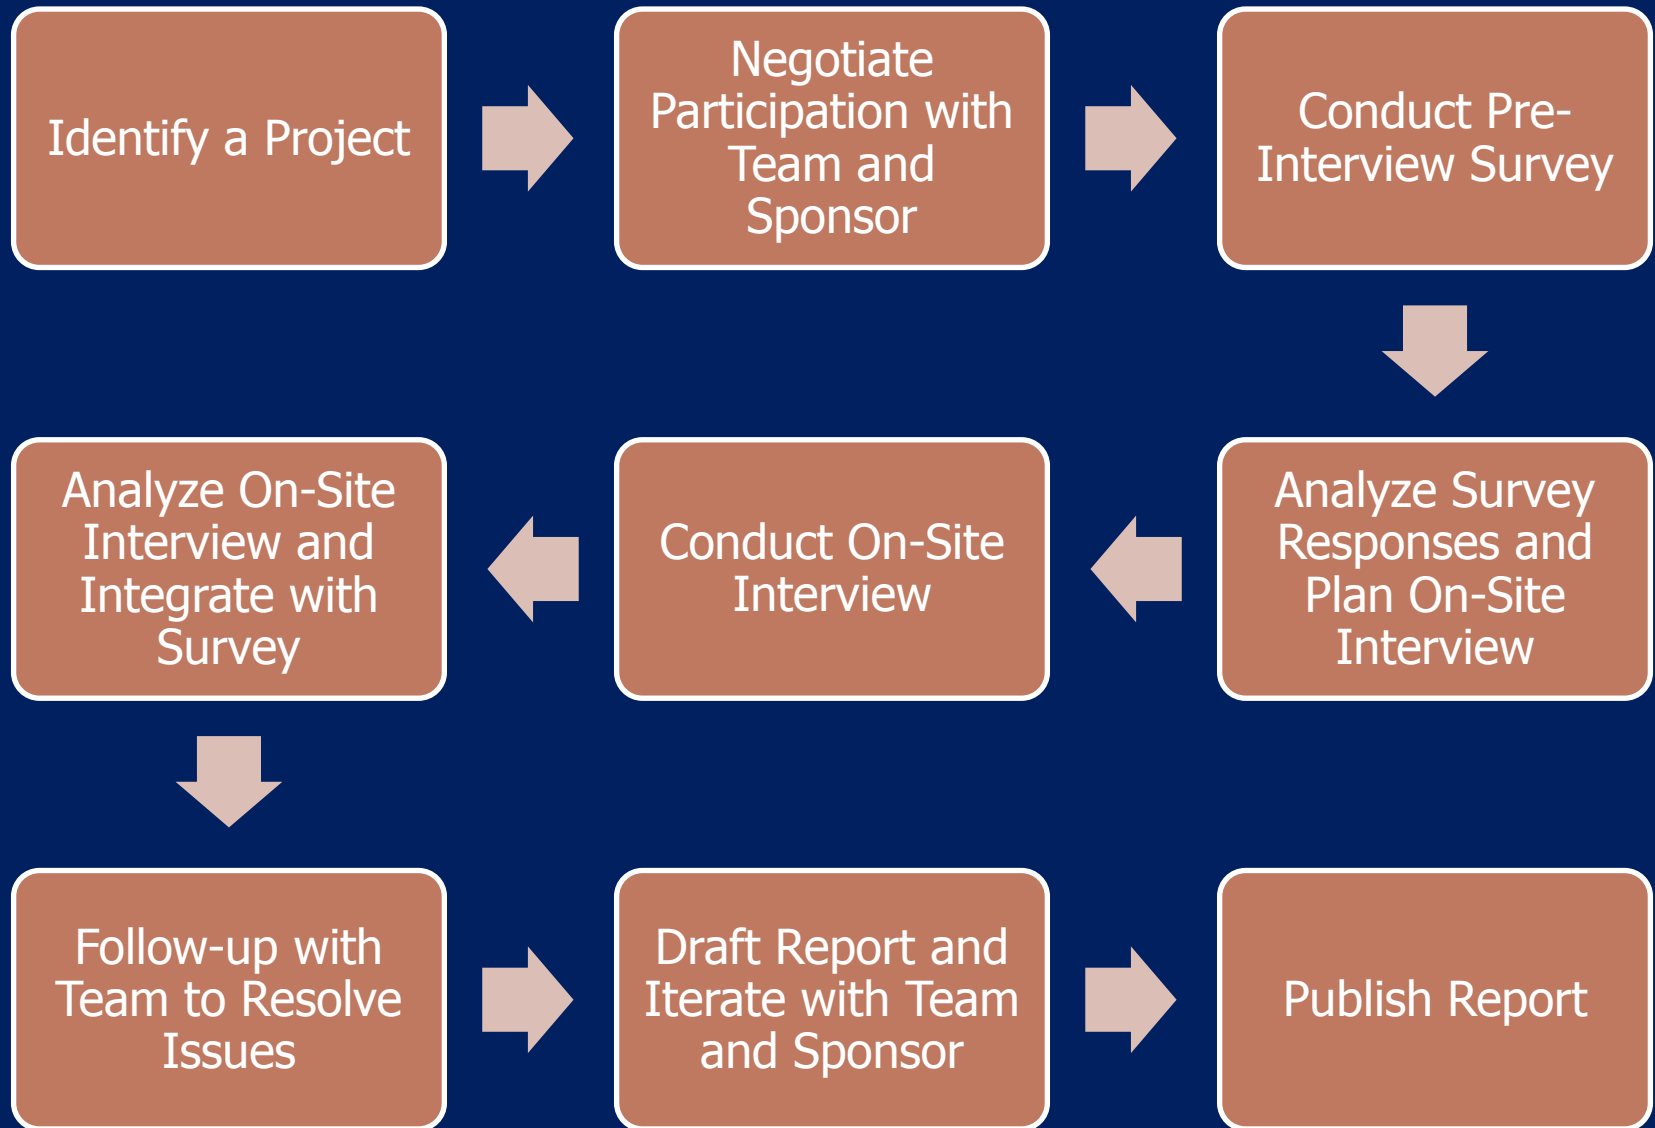 Identify a Project
Negotiate
Participation with
Team and
Sponsor
Conduct Pre-
Interview Survey
Analyze Survey
Responses and
Plan On-Site
Interview
Conduct On-Site
Interview
Analyze On-Site
Interview and
Integrate with
Survey
Follow-up with
Team to Resolve
Issues
Draft Report and
Iterate with Team
and Sponsor
Publish Report